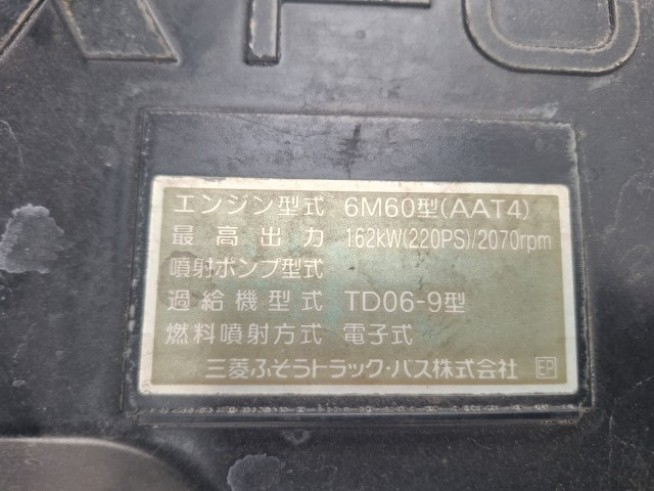 エンジン型式 6M60型(AAT4)
最高出力 162kW(220PS)/2070rpm
噴射ポンプ型式
過給機型式 TD06-9型
燃料噴射方式 電子式
三菱ふそうトラック・バス株式会社 EP